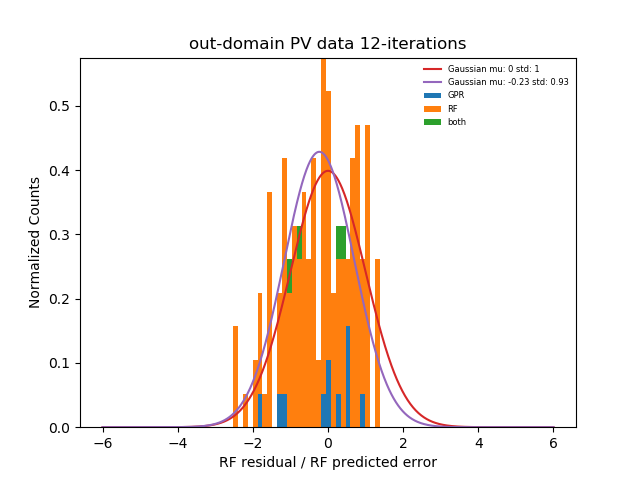 out-domain PV data 12-iterations
Gaussian mu: 0 std: 1
Gaussian mu: -0.23 std: 0.93
GPR
RF
both
Normalized Counts
0.5
0.4
0.3
0.2
0.1
0.0
−6 −4 −2 0 2 4 6
RF residual / RF predicted error